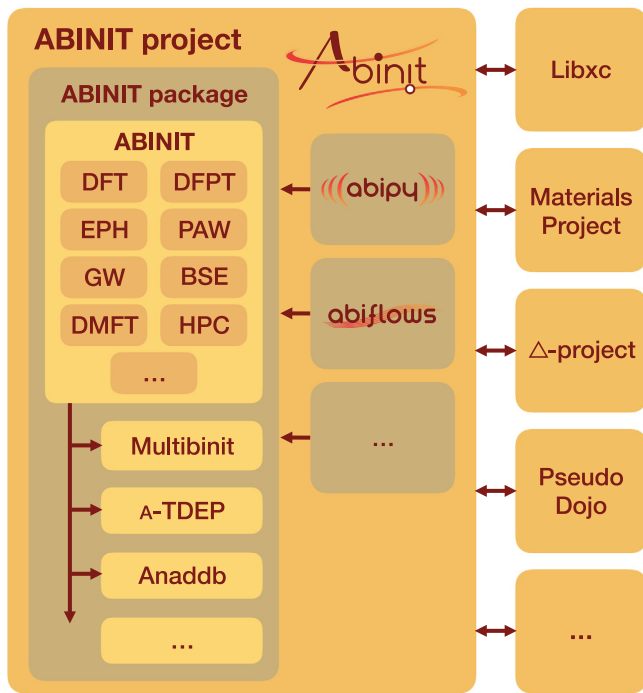 ABINIT project
Abinit
ABINIT package
ABINIT
DFT
DFPT
EPH
PAW
GW
BSE
DMFT
HPC
...
Multibinit
A-TDEP
Anaddb
...
abipy
abiflows
...
Libxc
Materials
Project
△-project
Pseudo
Dojo
...